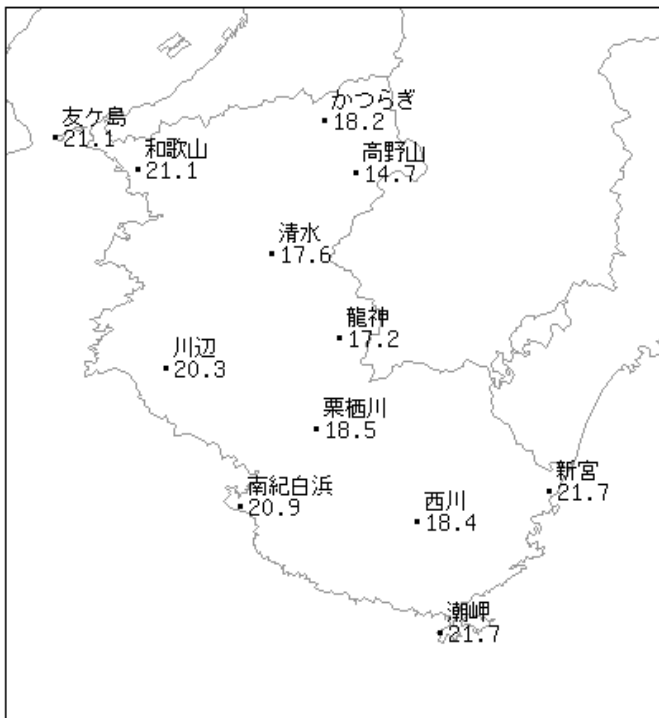 かつらぎ
18.2
友ケ島
21.1
和歌山
21.1
高野山
14.7
清水
17.6
龍神
17.2
川辺
20.3
栗栖川
18.5
新宮
21.7
南紀白浜
20.9
西川
18.4
潮岬
21.7